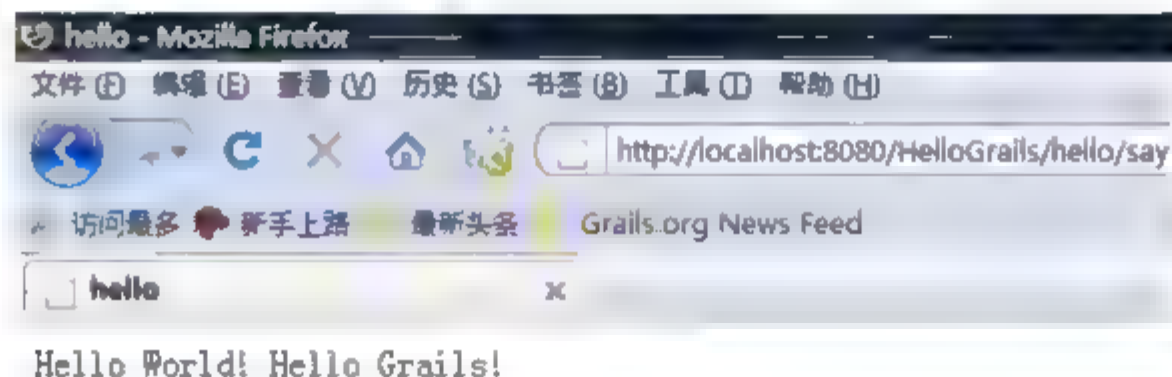 hello - Mozilla Firefox
文件(F) 编辑(E) 查看(V) 历史(S) 书签(B) 工具(T) 帮助(H)
http://localhost:8080/HelloGrails/hello/say
访问最多 新手上路 最新头条 Grails.org News Feed
hello
Hello World! Hello Grails!